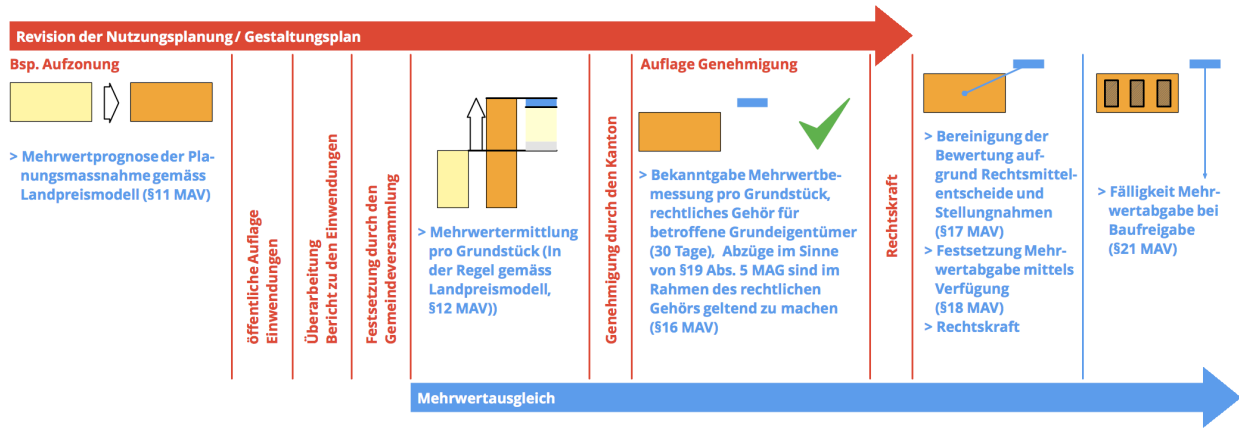 Revision der Nutzungsplanung / Gestaltungsplan
Bsp. Aufzonung
> Mehrwertprognose der Pla-
nungsmassnahme gemäss
Landpreismodell (§11 MAV)
öffentliche Auflage
Einwendungen
Überarbeitung
Bericht zu den Einwendungen
Festsetzung durch den
Gemeindeversammlung
> Mehrwertermittlung
pro Grundstück (In
der Regel gemäss
Landpreismodell,
§12 MAV))
Genehmigung durch den Kanton
Auflage Genehmigung
> Bekanntgabe Mehrwertbe-
messung pro Grundstück,
rechtliches Gehör für
betroffene Grundeigentümer
(30 Tage), Abzüge im Sinne
von §19 Abs. 5 MAG sind im
Rahmen des rechtlichen
Gehörs geltend zu machen
(§16 MAV)
Rechtskraft
> Bereinigung der
Bewertung auf-
grund Rechtsmittel-
entscheide und
Stellungnahmen
(§17 MAV)
> Festsetzung Mehr-
wertabgabe mittels
Verfügung
(§18 MAV)
> Rechtskraft
> Fälligkeit Mehr-
wertabgabe bei
Baufreigabe
(§21 MAV)
Mehrwertausgleich